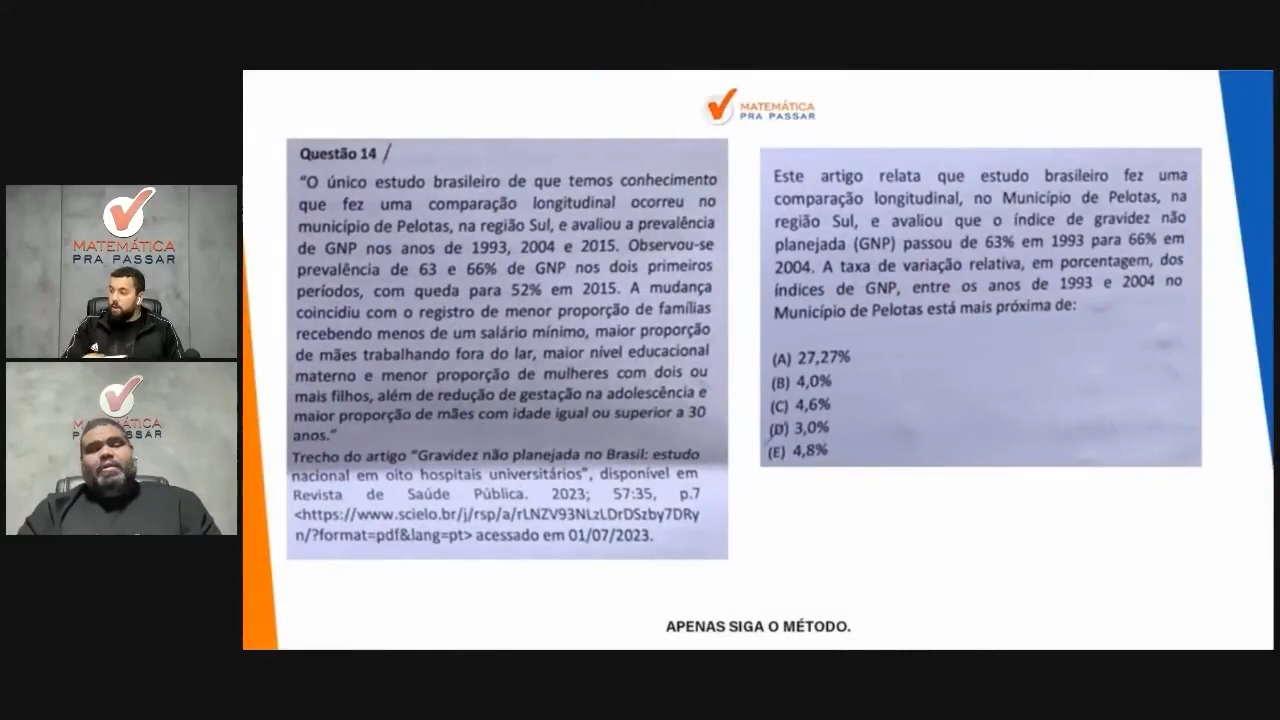 MATEMÁTICA
PRA PASSAR
MATEMÁTICA
PRA PASSAR
Questão 14
“O único estudo brasileiro de que temos conhecimento
que fez uma comparação longitudinal ocorreu no
município de Pelotas, na região Sul, e avaliou a prevalência
de GNP nos anos de 1993, 2004 e 2015. Observou-se
prevalência de 63 e 66% de GNP nos dois primeiros
períodos, com queda para 52% em 2015. A mudança
coincidiu com o registro de menor proporção de famílias
recebendo menos de um salário mínimo, maior proporção
de mães trabalhando fora do lar, maior nível educacional
materno e menor proporção de mulheres com dois ou
mais filhos, além de redução de gestação na adolescência e
maior proporção de mães com idade igual ou superior a 30
anos.”
Trecho do artigo “Gravidez não planejada no Brasil: estudo
nacional em oito hospitais universitários”, disponível em
Revista de Saúde Pública. 2023; 57:35, p.7
<https://www.scielo.br/j/rsp/a/rLNZV93NLzLDrDSzby7DRy
n/?format=pdf&lang=pt> acessado em 01/07/2023.
Este artigo relata que estudo brasileiro fez uma
comparação longitudinal, no Município de Pelotas, na
região Sul, e avaliou que o índice de gravidez não
planejada (GNP) passou de 63% em 1993 para 66% em
2004. A taxa de variação relativa, em porcentagem, dos
índices de GNP, entre os anos de 1993 e 2004 no
Município de Pelotas está mais próxima de:
(A) 27,27%
(B) 4,0%
(C) 4,6%
(D) 3,0%
(E) 4,8%
APENAS SIGA O MÉTODO.